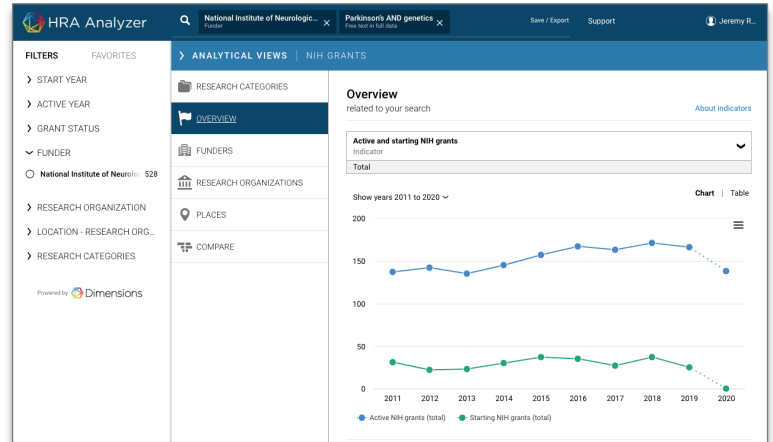 HRA Analyzer
National Institute of Neurologic...
Funder
Parkinson's AND genetics
Free text in full data
Save / Export
Support
Jeremy R...
FILTERS
FAVORITES
START YEAR
ACTIVE YEAR
GRANT STATUS
FUNDER
National Institute of Neurolo 528
RESEARCH ORGANIZATION
LOCATION - RESEARCH ORG...
RESEARCH CATEGORIES
Powered by Dimensions
ANALYTICAL VIEWS | NIH GRANTS
RESEARCH CATEGORIES
OVERVIEW
FUNDERS
RESEARCH ORGANIZATIONS
PLACES
COMPARE
Overview
related to your search
About indicators
Active and starting NIH grants
Indicator
Total
Show years 2011 to 2020
Chart | Table
200
150
100
50
0
2011 2012 2013 2014 2015 2016 2017 2018 2019 2020
Active NIH grants (total) Starting NIH grants (total)